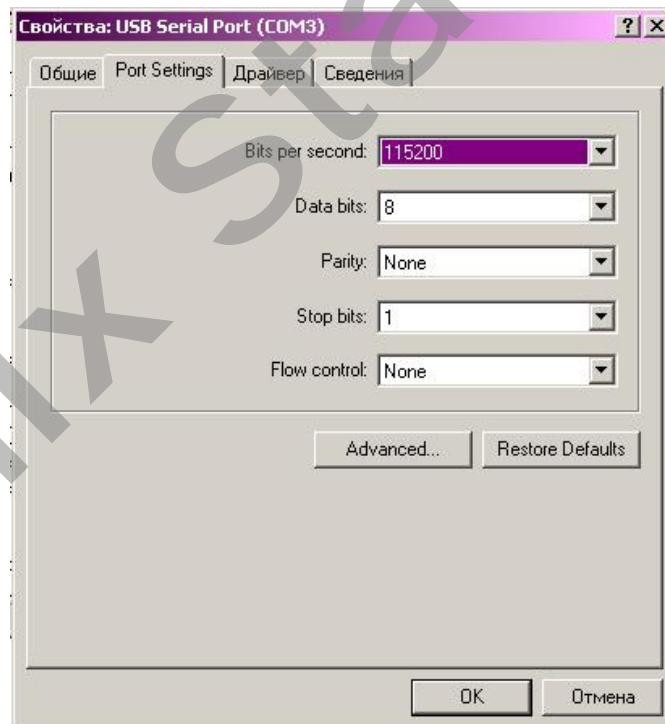 Свойства: USB Serial Port (COM3)
Общие Port Settings Драйвер Сведения
Bits per second: 115200
Data bits: 8
Parity: None
Stop bits: 1
Flow control: None
Advanced... Restore Defaults
OK Отмена